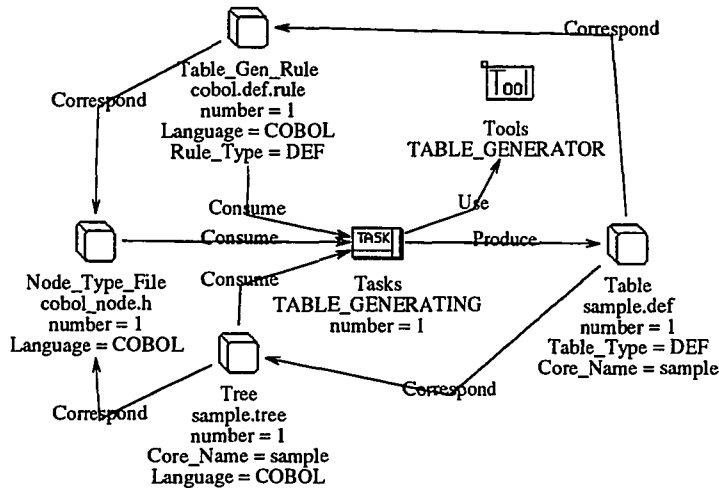 Correspond
Table_Gen_Rule
cobol.def.rule
number = 1
Language = COBOL
Rule_Type = DEF
Correspond
Tool
Tools
TABLE_GENERATOR
Consume
Use
Consume
TASK
Produce
Node_Type_File
cobol_node.h
number = 1
Language = COBOL
Consume
Tasks
TABLE_GENERATING
number = 1
Table
sample.def
number = 1
Table_Type = DEF
Core_Name = sample
Correspond
Tree
sample.tree
number = 1
Core_Name = sample
Language = COBOL
Correspond